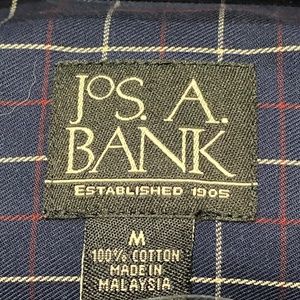 JOS. A.
BANK
ESTABLISHED 1905
M
100% COTTON
MADE IN
MALAYSIA